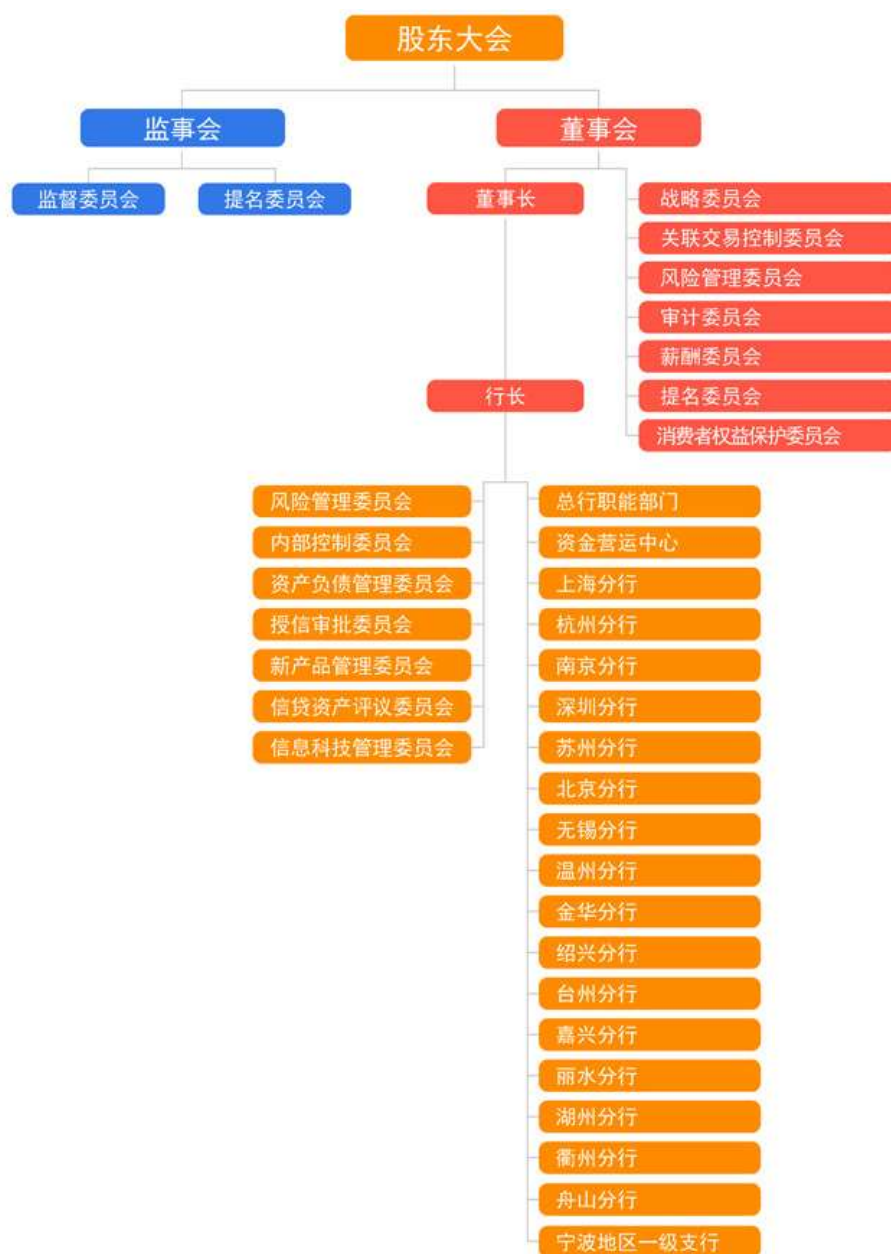 股东大会
监事会
董事会
监督委员会
提名委员会
董事长
战略委员会
关联交易控制委员会
风险管理委员会
审计委员会
薪酬委员会
提名委员会
消费者权益保护委员会
行长
风险管理委员会
内部控制委员会
资产负债管理委员会
授信审批委员会
新产品管理委员会
信贷资产评议委员会
信息科技管理委员会
总行职能部门
资金营运中心
上海分行
杭州分行
南京分行
深圳分行
苏州分行
北京分行
无锡分行
温州分行
金华分行
绍兴分行
台州分行
嘉兴分行
丽水分行
湖州分行
衢州分行
舟山分行
宁波地区一级支行